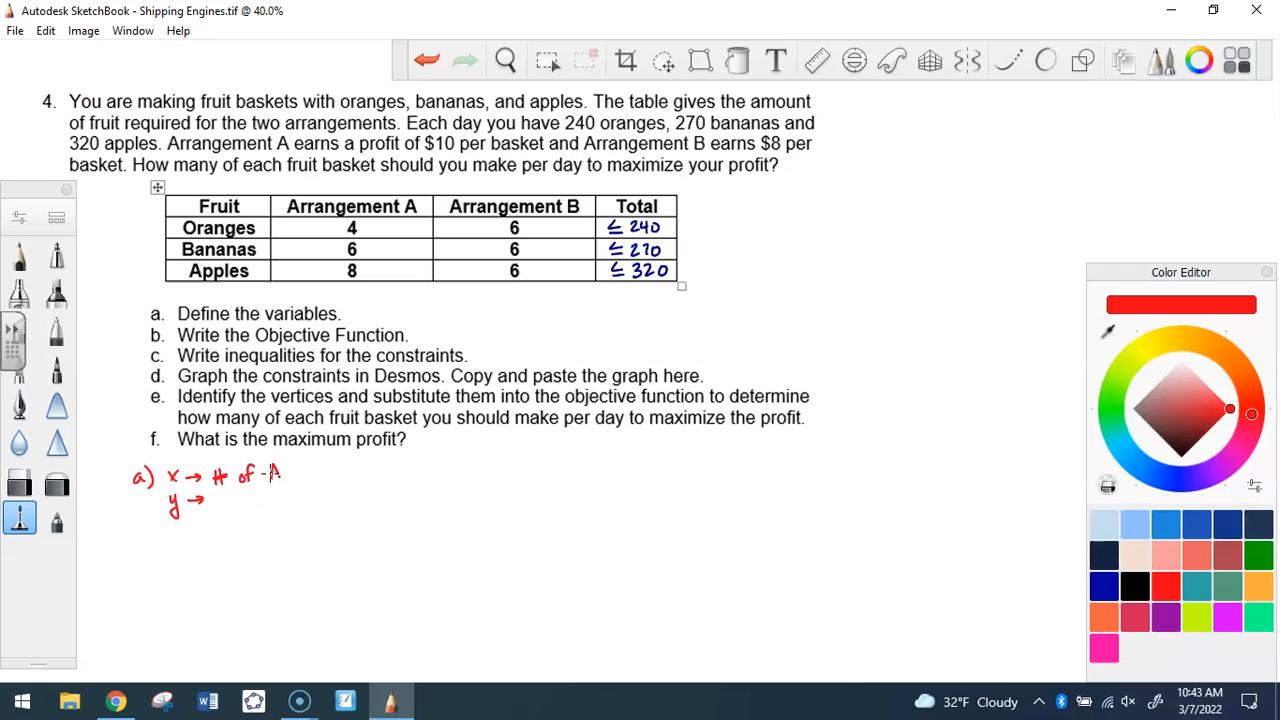 Autodesk SketchBook - Shipping Engines.tif @ 40.0%
File Edit Image Window Help
4. You are making fruit baskets with oranges, bananas, and apples. The table gives the amount
of fruit required for the two arrangements. Each day you have 240 oranges, 270 bananas and
320 apples. Arrangement A earns a profit of $10 per basket and Arrangement B earns $8 per
basket. How many of each fruit basket should you make per day to maximize your profit?
Fruit Arrangement A Arrangement B Total
Oranges 4 6 ≤ 240
Bananas 6 6 ≤ 270
Apples 8 6 ≤ 320
a. Define the variables.
b. Write the Objective Function.
c. Write inequalities for the constraints.
d. Graph the constraints in Desmos. Copy and paste the graph here.
e. Identify the vertices and substitute them into the objective function to determine
how many of each fruit basket you should make per day to maximize the profit.
f. What is the maximum profit?
a) x → # of A
y →
Color Editor
32°F Cloudy
10:43 AM
3/7/2022